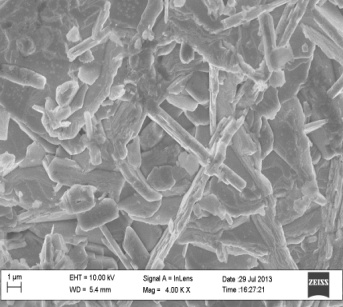 1 µm
EHT = 10.00 kV
Signal A = InLens
Date :29 Jul 2013
WD = 5.4 mm
Mag = 4.00 K X
Time :16:27:21
ZEISS